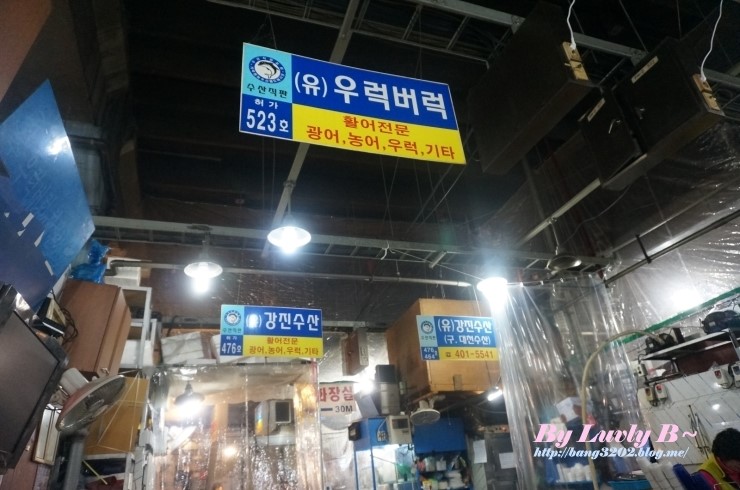 수산직판
허가
523호
(유)우럭버럭
활어전문
광어,농어,우럭,기타
476호
강진수산
활어전문
광어,농어,우럭,기타
(유)강진수산
(구. 대천수산)
☎ 401-5541
화장실
30M
By Luvly B~
http://bang3202.blog.me/